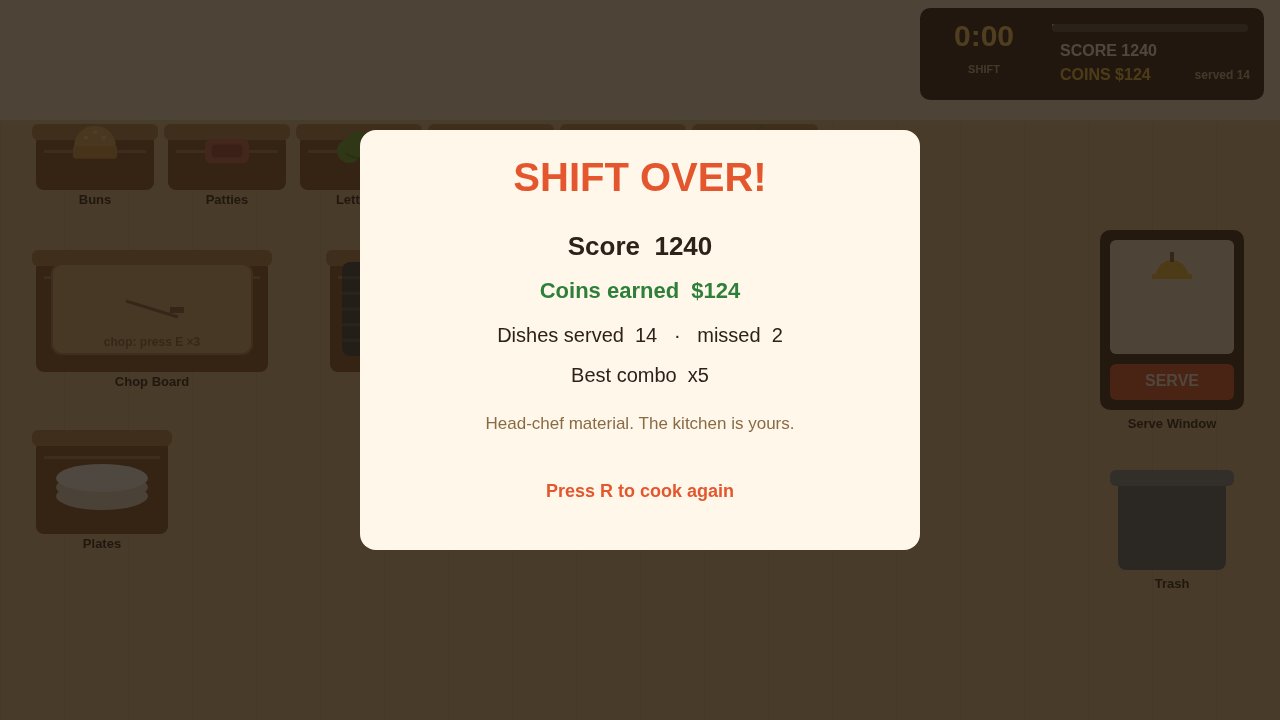 0:00
SHIFT
SCORE 1240
COINS $124
served 14
Buns
Patties
SHIFT OVER!
Score 1240
Coins earned $124
Dishes served 14 · missed 2
Best combo x5
Head-chef material. The kitchen is yours.
Press R to cook again
chop: press E ×3
Chop Board
SERVE
Serve Window
Plates
Trash